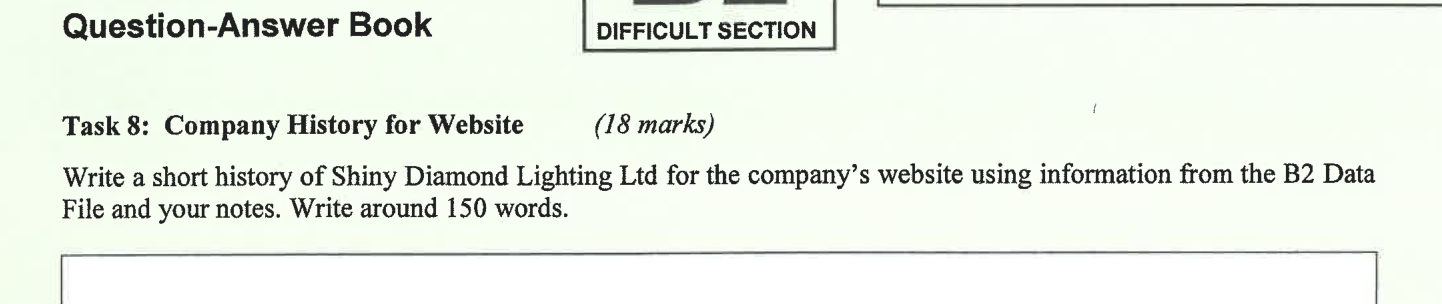 Question-Answer Book
DIFFICULT SECTION
Task 8: Company History for Website (18 marks)
Write a short history of Shiny Diamond Lighting Ltd for the company's website using information from the B2 Data
File and your notes. Write around 150 words.